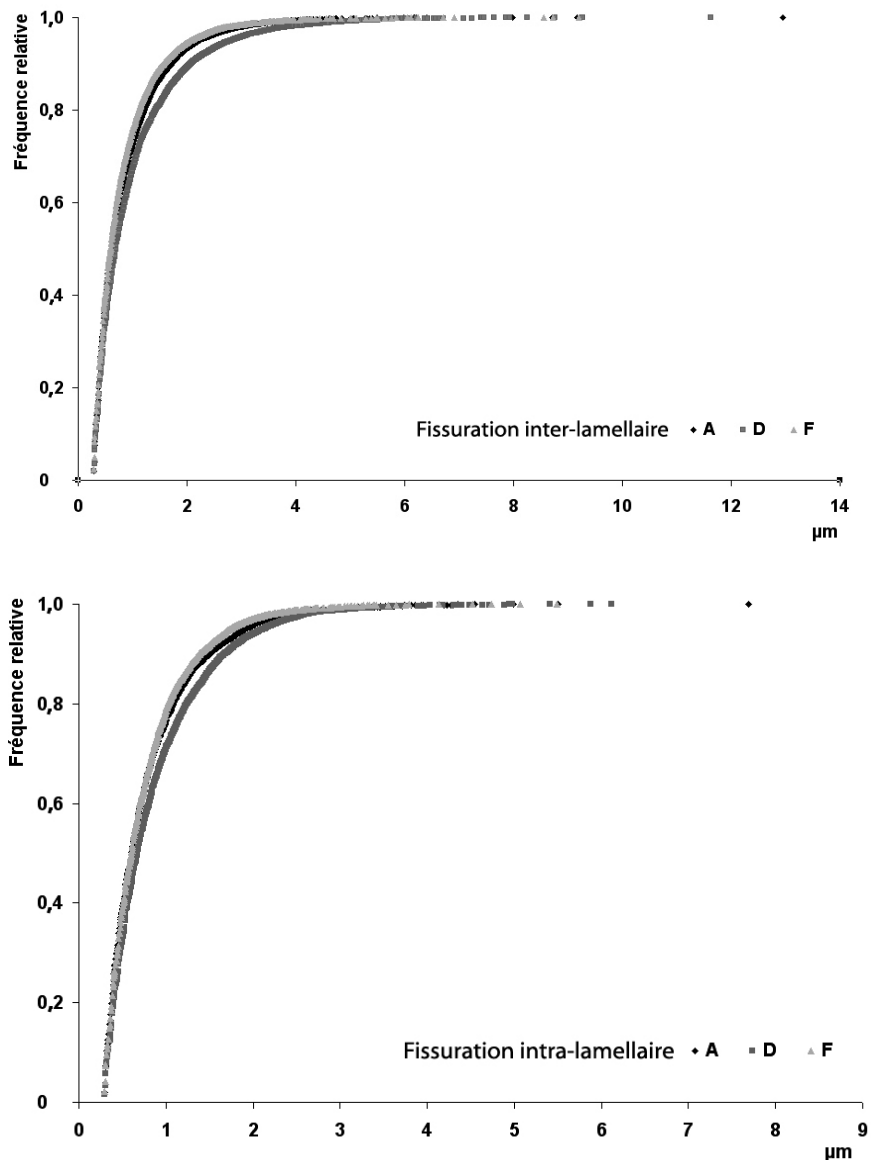 Fréquence relative
1,0
0,8
0,6
0,4
0,2
0
Fissuration inter-lamellaire A D F
0 2 4 6 8 10 12 14
µm
Fréquence relative
1,0
0,8
0,6
0,4
0,2
0
Fissuration intra-lamellaire A D F
0 1 2 3 4 5 6 7 8 9
µm